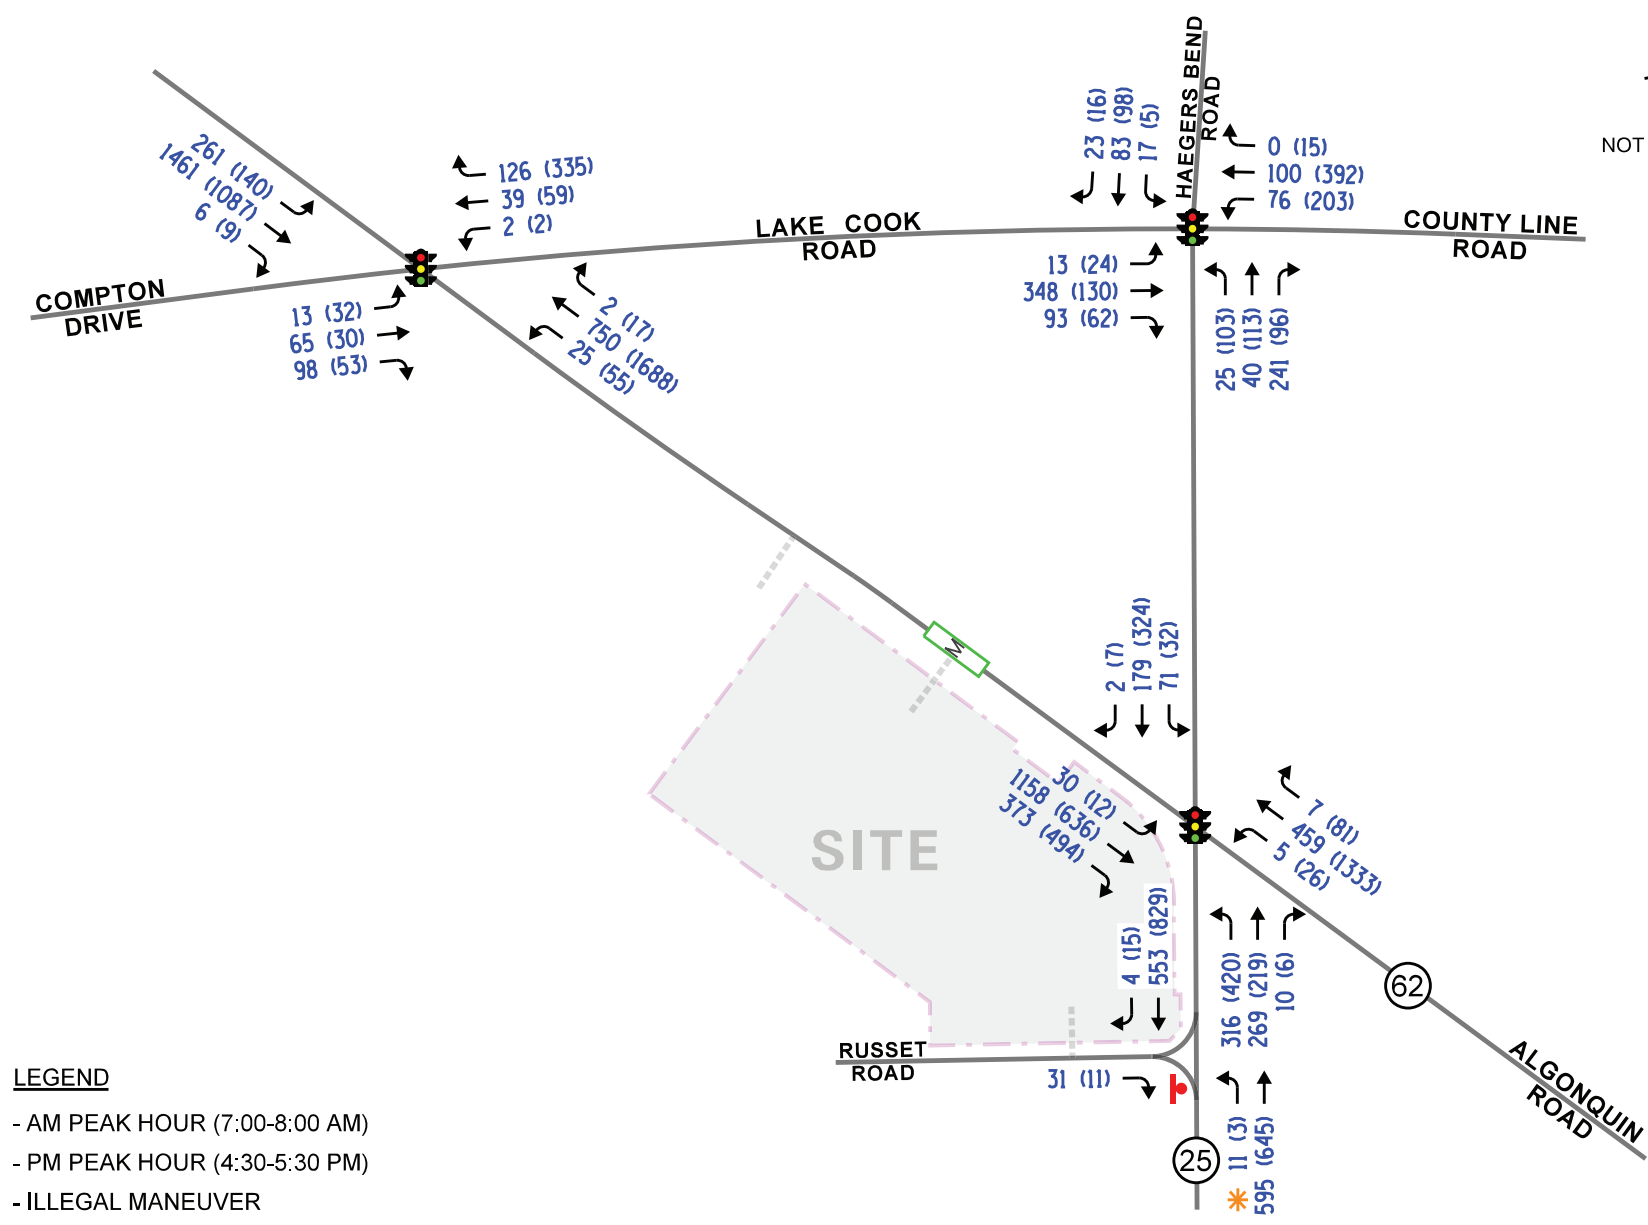 HAEGERS BEND
ROAD
NOT
23 (16)
83 (98)
17 (5)
0 (15)
100 (392)
76 (203)
261 (140)
1461 (1087)
6 (9)
126 (335)
39 (59)
2 (2)
LAKE COOK
ROAD
COUNTY LINE
ROAD
COMPTON
DRIVE
13 (32)
65 (30)
98 (53)
2 (17)
750 (1688)
25 (55)
13 (24)
348 (130)
93 (62)
25 (103)
40 (113)
241 (96)
M
2 (7)
179 (324)
71 (32)
30 (12)
1158 (636)
373 (494)
7 (81)
459 (1333)
5 (26)
SITE
4 (15)
553 (829)
316 (420)
269 (219)
10 (6)
62
RUSSET
ROAD
31 (11)
11 (3)
595 (645)
25
ALGONQUIN
ROAD
LEGEND
- AM PEAK HOUR (7:00-8:00 AM)
- PM PEAK HOUR (4:30-5:30 PM)
- ILLEGAL MANEUVER